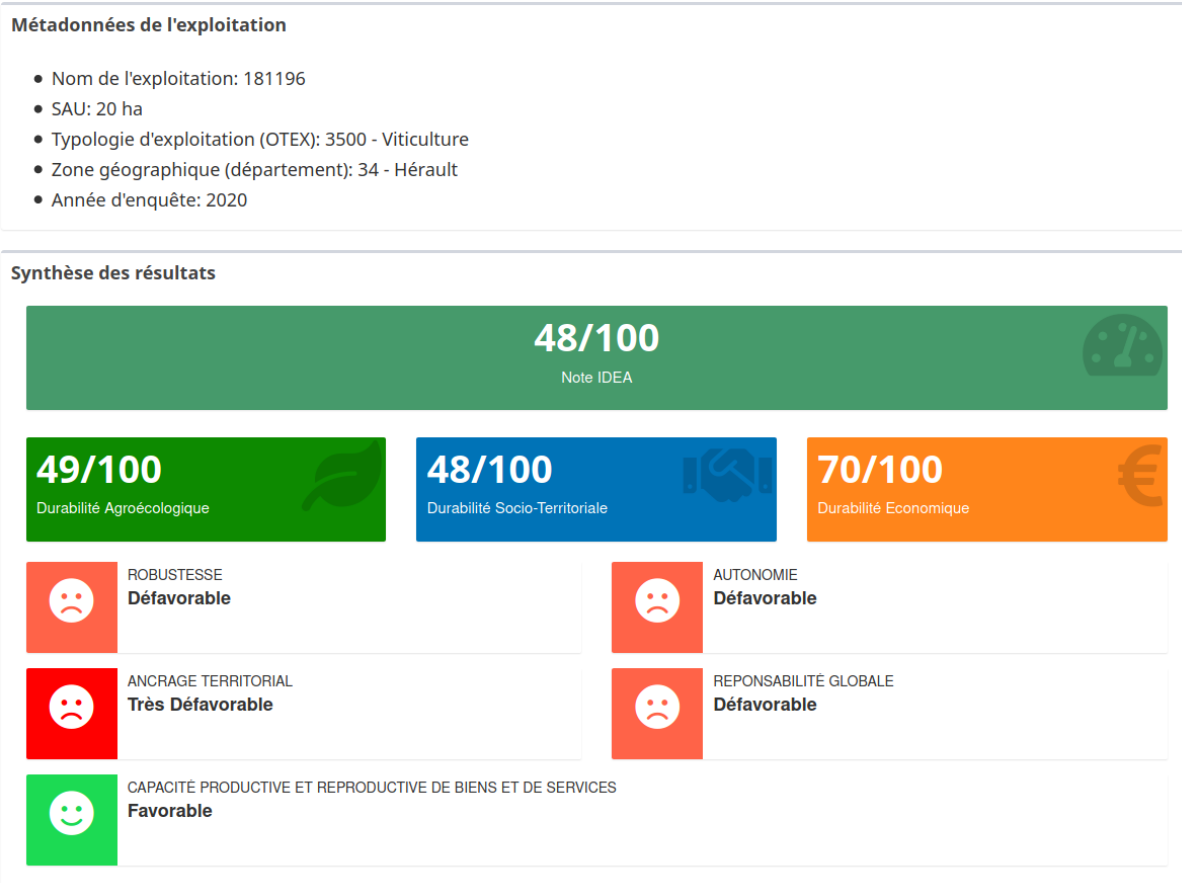 Métadonnées de l'exploitation
• Nom de l'exploitation: 181196
• SAU: 20 ha
• Typologie d'exploitation (OTEX): 3500 - Viticulture
• Zone géographique (département): 34 - Hérault
• Année d'enquête: 2020
Synthèse des résultats
48/100
Note IDEA
49/100
Durabilité Agroécologique
48/100
Durabilité Socio-Territoriale
70/100
Durabilité Economique
ROBUSTESSE
Défavorable
AUTONOMIE
Défavorable
ANCRAGE TERRITORIAL
Très Défavorable
REPONSABILITÉ GLOBALE
Défavorable
CAPACITÉ PRODUCTIVE ET REPRODUCTIVE DE BIENS ET DE SERVICES
Favorable